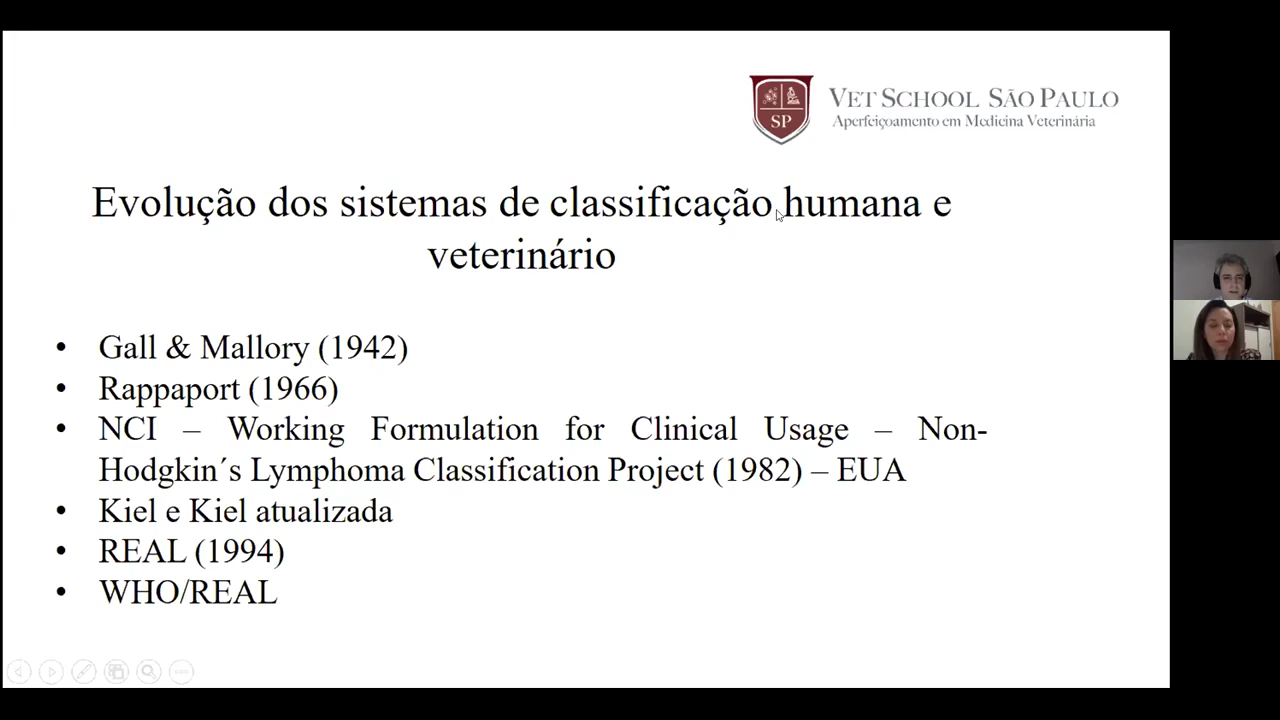 VET SCHOOL SÃO PAULO
SP
Aperfeiçoamento em Medicina Veterinária
Evolução dos sistemas de classificação humana e
veterinário
• Gall & Mallory (1942)
• Rappaport (1966)
• NCI – Working Formulation for Clinical Usage – Non-
Hodgkin´s Lymphoma Classification Project (1982) – EUA
• Kiel e Kiel atualizada
• REAL (1994)
• WHO/REAL